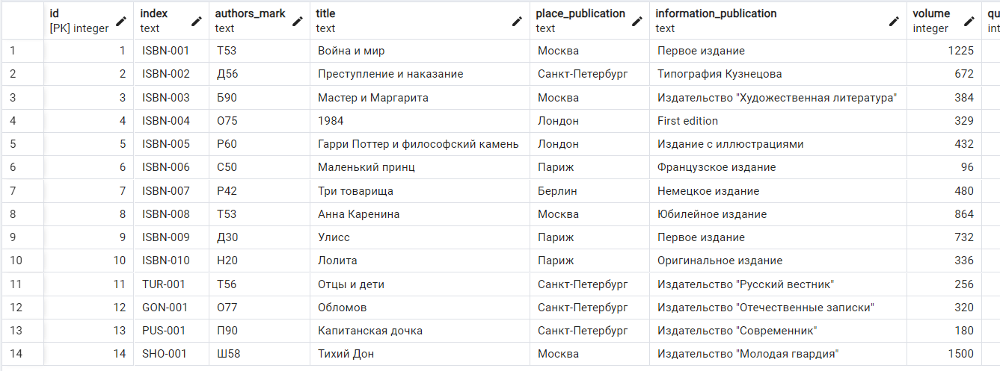 id index authors_mark title place_publication information_publication volume qu
[PK] integer text text text text text integer int
1 1 ISBN-001 Т53 Война и мир Москва Первое издание 1225
2 2 ISBN-002 Д56 Преступление и наказание Санкт-Петербург Типография Кузнецова 672
3 3 ISBN-003 Б90 Мастер и Маргарита Москва Издательство "Художественная литература" 384
4 4 ISBN-004 О75 1984 Лондон First edition 329
5 5 ISBN-005 Р60 Гарри Поттер и философский камень Лондон Издание с иллюстрациями 432
6 6 ISBN-006 С50 Маленький принц Париж Французское издание 96
7 7 ISBN-007 Р42 Три товарища Берлин Немецкое издание 480
8 8 ISBN-008 Т53 Анна Каренина Москва Юбилейное издание 864
9 9 ISBN-009 Д30 Улисс Париж Первое издание 732
10 10 ISBN-010 Н20 Лолита Париж Оригинальное издание 336
11 11 TUR-001 Т56 Отцы и дети Санкт-Петербург Издательство "Русский вестник" 256
12 12 GON-001 О77 Обломов Санкт-Петербург Издательство "Отечественные записки" 320
13 13 PUS-001 П90 Капитанская дочка Санкт-Петербург Издательство "Современник" 180
14 14 SHO-001 Ш58 Тихий Дон Москва Издательство "Молодая гвардия" 1500